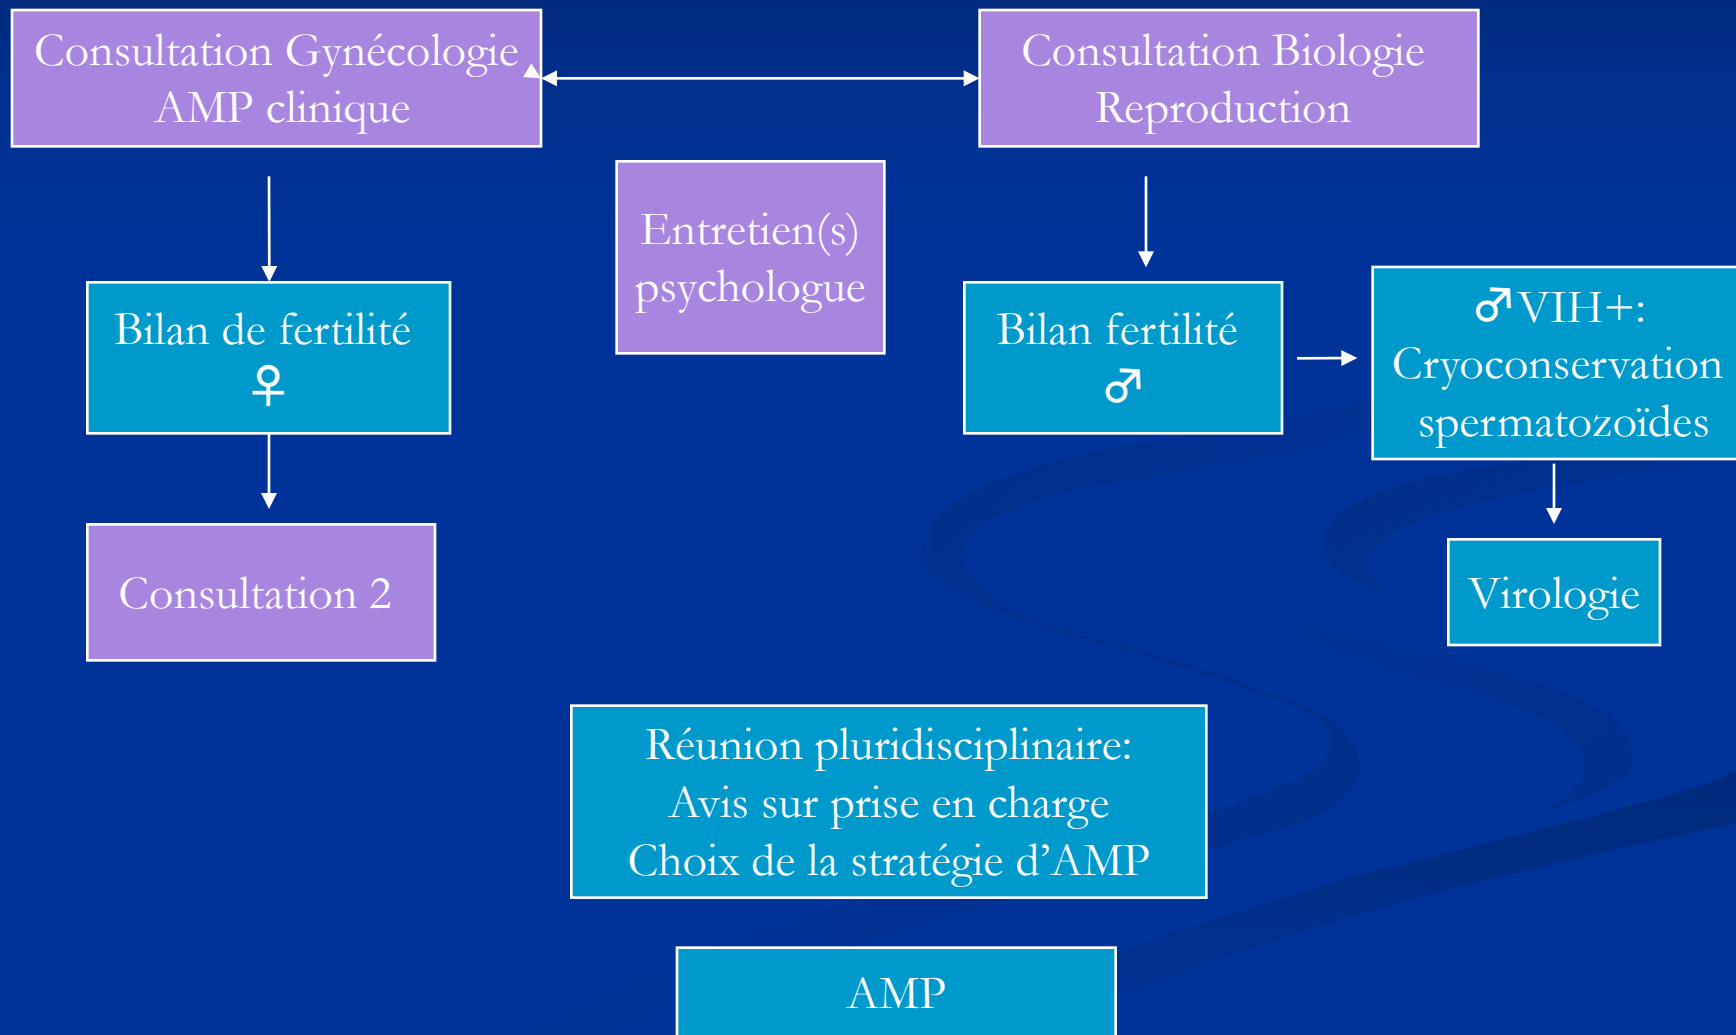 Consultation Gynécologie
AMP clinique
Consultation Biologie
Reproduction
Entretien(s)
psychologue
Bilan de fertilité
♀
Bilan fertilité
♂
♂VIH+:
Cryoconservation
spermatozoïdes
Consultation 2
Virologie
Réunion pluridisciplinaire:
Avis sur prise en charge
Choix de la stratégie d’AMP
AMP